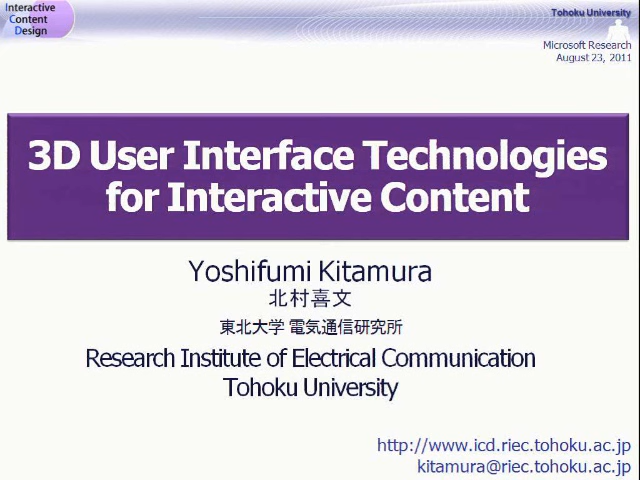 Interactive
Content
Design
Tohoku University
Microsoft Research
August 23, 2011
3D User Interface Technologies
for Interactive Content
Yoshifumi Kitamura
北村喜文
東北大学 電気通信研究所
Research Institute of Electrical Communication
Tohoku University
http://www.icd.riec.tohoku.ac.jp
kitamura@riec.tohoku.ac.jp